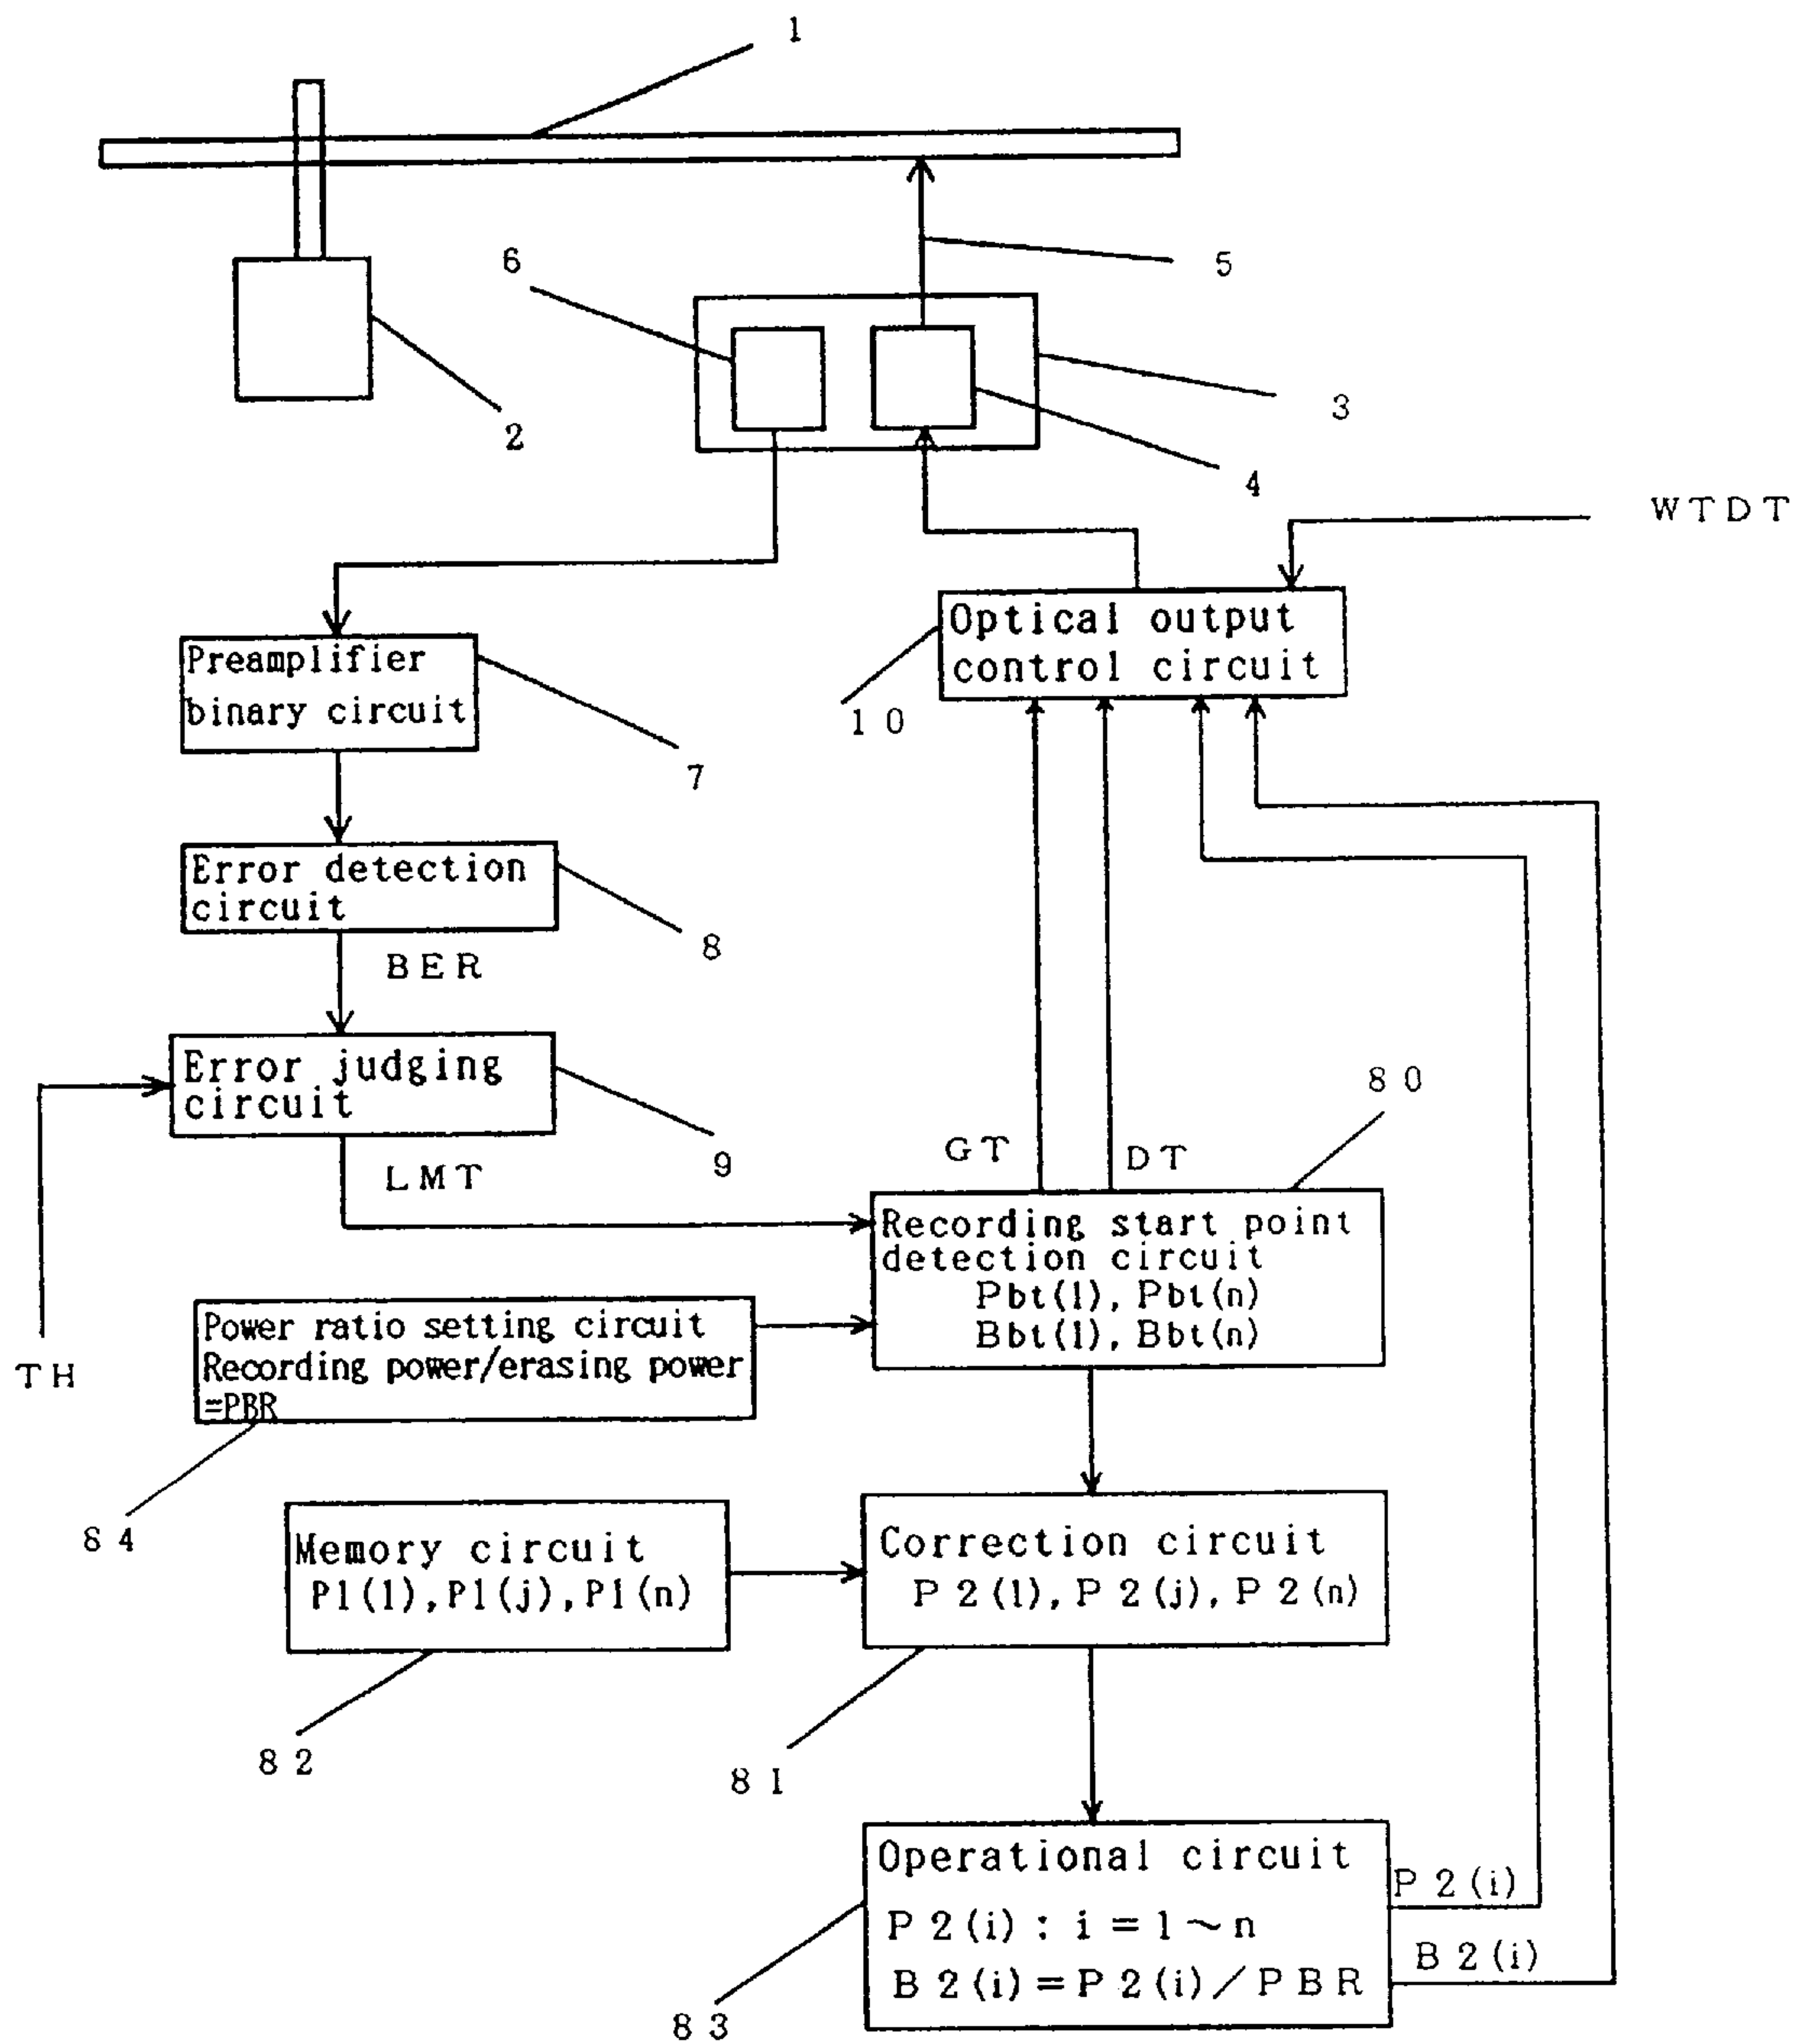 1
6
5
2
3
4
WTDT
Optical output
control circuit
10
Preamplifier
binary circuit
7
Error detection
circuit
8
BER
Error judging
circuit
9
80
GT
DT
LMT
Recording start point
detection circuit
Pbt(1), Pbt(n)
Bbt(1), Bbt(n)
Power ratio setting circuit
Recording power/erasing power
=PBR
TH
84
Memory circuit
P1(1), P1(j), P1(n)
Correction circuit
P2(1), P2(j), P2(n)
82
81
Operational circuit
P2(i) : i = 1 ~ n
B2(i) = P2(i) / PBR
P2(i)
B2(i)
83